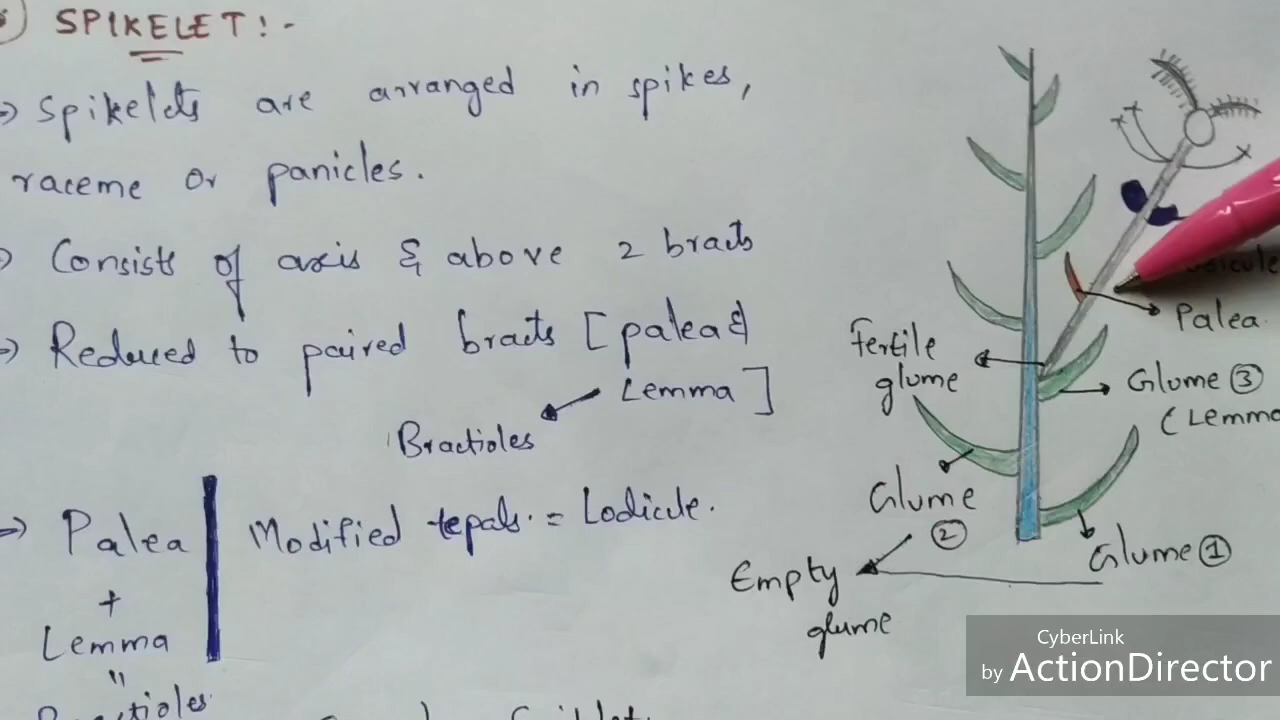 SPIKELET!-
-> Spikelets are arranged in spikes,
raceme or panicles.
-> Consists of axis & above 2 bracts
-> Reduced to paired bracts [palea &
Lemma]
Bractioles
-> Palea
+
Lemma
"
Modified tepals. = Lodicule.
Palea
Fertile
glume
Glume ③
(Lemma
Glume
②
Glume ①
Empty
glume
CyberLink
by ActionDirector